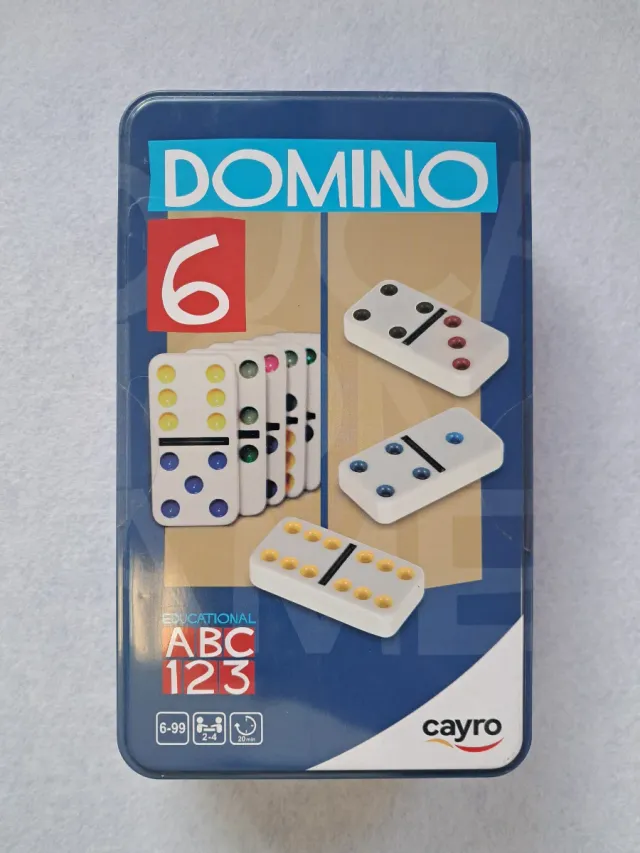 DOMINO
6
EDUCATIONAL
ABC
123
6-99
2-4
20 min
cayro